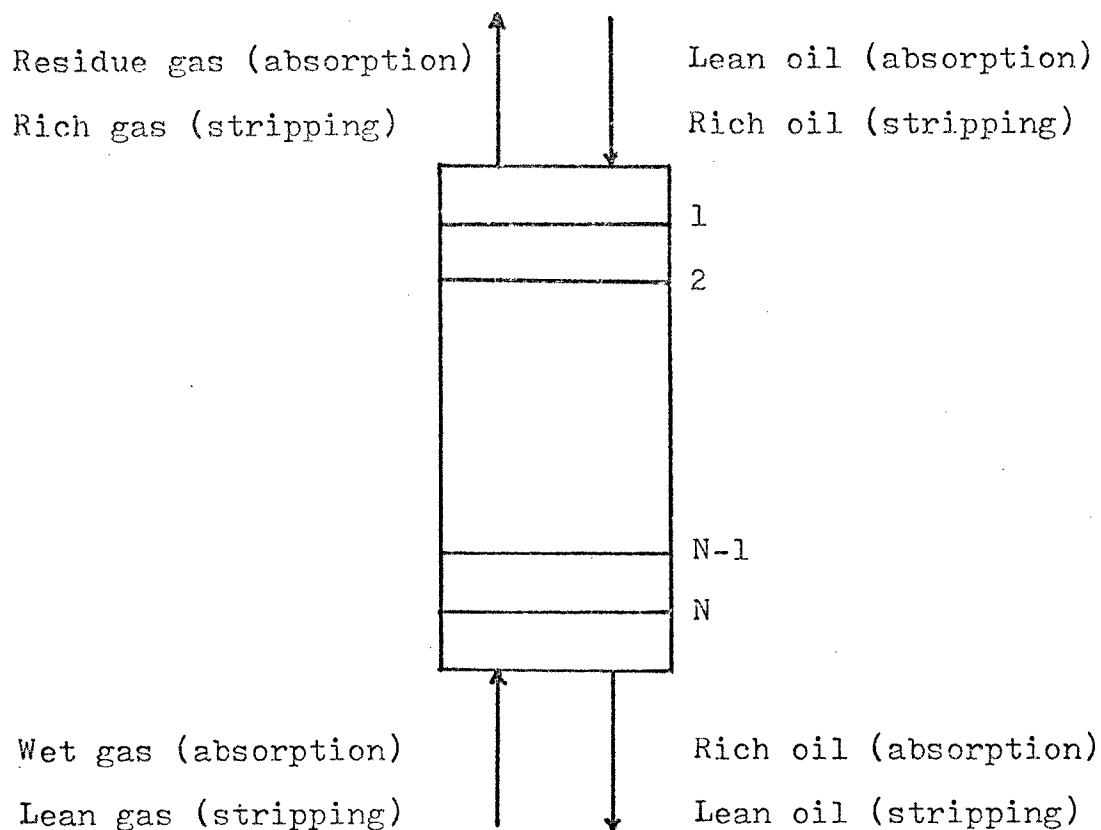 Residue gas (absorption)
Rich gas (stripping)
Lean oil (absorption)
Rich oil (stripping)
1
2
N-1
N
Wet gas (absorption)
Lean gas (stripping)
Rich oil (absorption)
Lean oil (stripping)